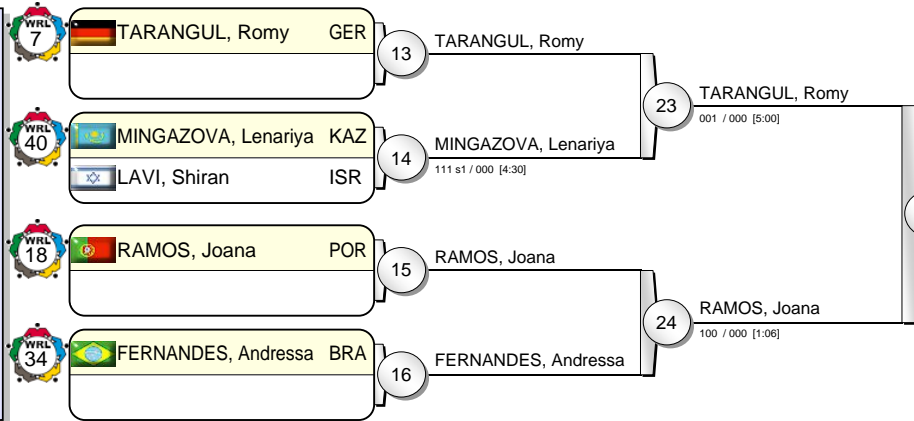 WRL
7
TARANGUL, Romy GER
13
TARANGUL, Romy
WRL
40
MINGAZOVA, Lenariya KAZ
LAVI, Shiran ISR
14
MINGAZOVA, Lenariya
111 s1 / 000 [4:30]
23
TARANGUL, Romy
001 / 000 [5:00]
WRL
18
RAMOS, Joana POR
15
RAMOS, Joana
WRL
34
FERNANDES, Andressa BRA
16
FERNANDES, Andressa
24
RAMOS, Joana
100 / 000 [1:06]